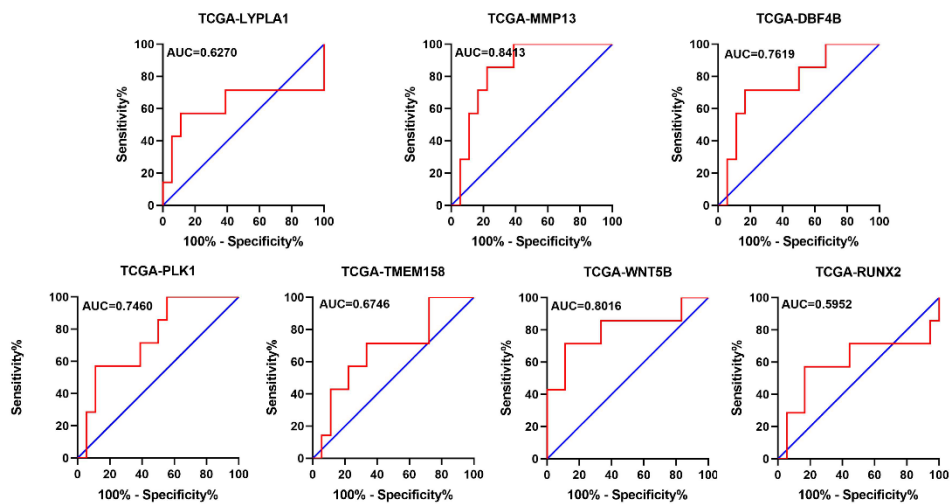 TCGA-LYPLA1
AUC=0.6270
100
80
60
40
20
0
Sensitivity%
0 20 40 60 80 100
100% - Specificity%
TCGA-MMP13
AUC=0.8413
100
80
60
40
20
0
Sensitivity%
0 20 40 60 80 100
100% - Specificity%
TCGA-DBF4B
AUC=0.7619
100
80
60
40
20
0
Sensitivity%
0 20 40 60 80 100
100% - Specificity%
TCGA-PLK1
AUC=0.7460
100
80
60
40
20
0
Sensitivity%
0 20 40 60 80 100
100% - Specificity%
TCGA-TMEM158
AUC=0.6746
100
80
60
40
20
0
Sensitivity%
0 20 40 60 80 100
100% - Specificity%
TCGA-WNT5B
AUC=0.8016
100
80
60
40
20
0
Sensitivity%
0 20 40 60 80 100
100% - Specificity%
TCGA-RUNX2
AUC=0.5952
100
80
60
40
20
0
Sensitivity%
0 20 40 60 80 100
100% - Specificity%